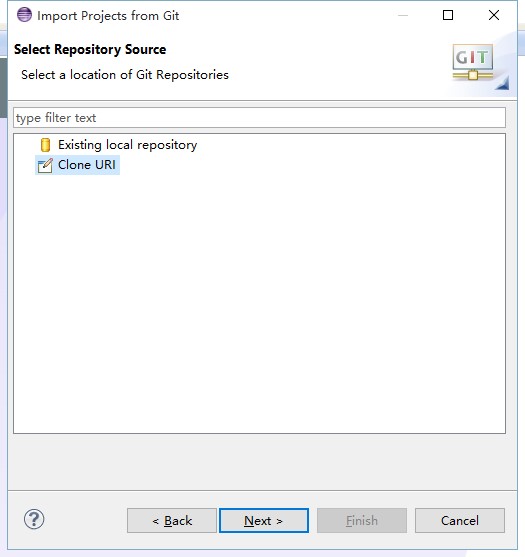 Import Projects from Git
Select Repository Source
Select a location of Git Repositories
GIT
type filter text
Existing local repository
Clone URI
?
< Back
Next >
Finish
Cancel